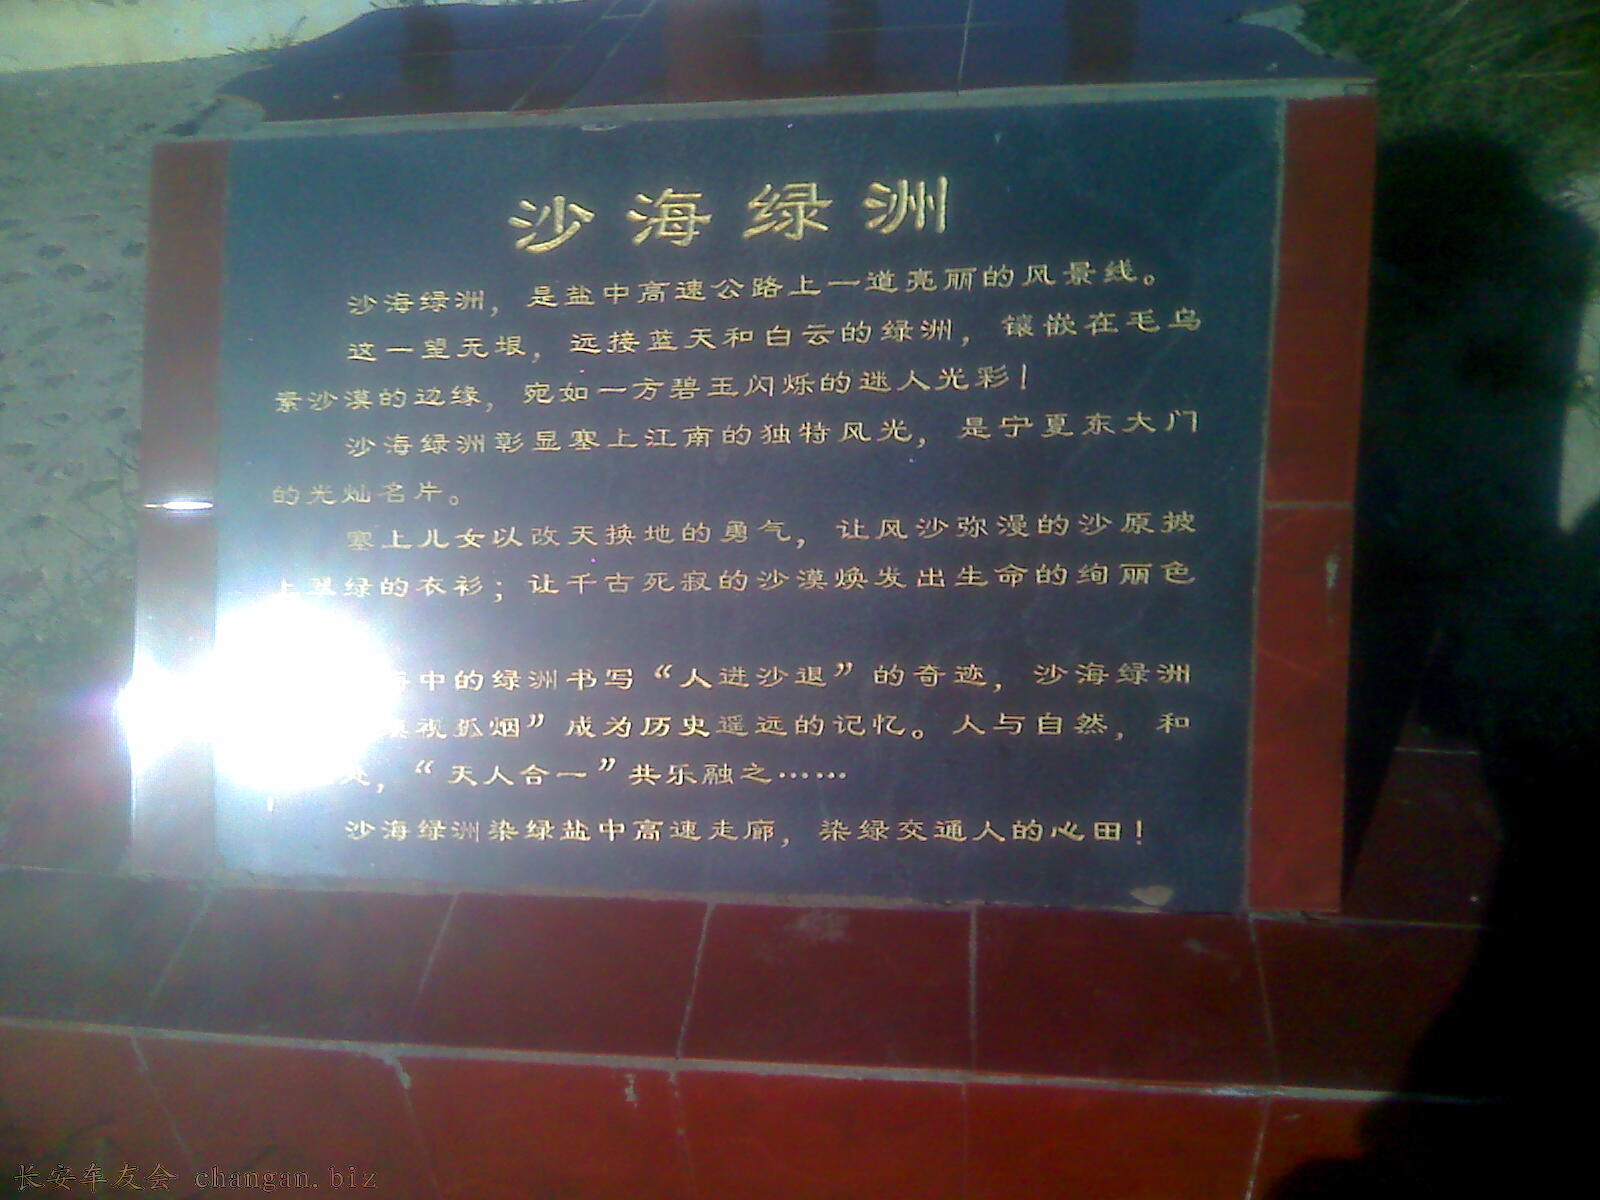 沙海绿洲
沙海绿洲，是盐中高速公路上一道亮丽的风景线。
这一望无垠，远接蓝天和白云的绿洲，镶嵌在毛乌
素沙漠的边缘，宛如一方碧玉闪烁的迷人光彩！
沙海绿洲彰显塞上江南的独特风光，是宁夏东大门
的光灿名片。
塞上儿女以改天换地的勇气，让风沙弥漫的沙原披
上翠绿的衣衫；让千古死寂的沙漠焕发出生命的绚丽色
海中的绿洲书写“人进沙退”的奇迹，沙海绿洲
漠视孤烟”成为历史遥远的记忆。人与自然，和
处，“天人合一”共乐融之……
沙海绿洲染绿盐中高速走廊，染绿交通人的心田！
长安车友会 changan.biz